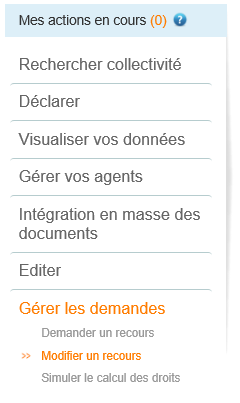 Mes actions en cours (0)
Rechercher collectivité
Déclarer
Visualiser vos données
Gérer vos agents
Intégration en masse des
documents
Editer
Gérer les demandes
Demander un recours
>> Modifier un recours
Simuler le calcul des droits